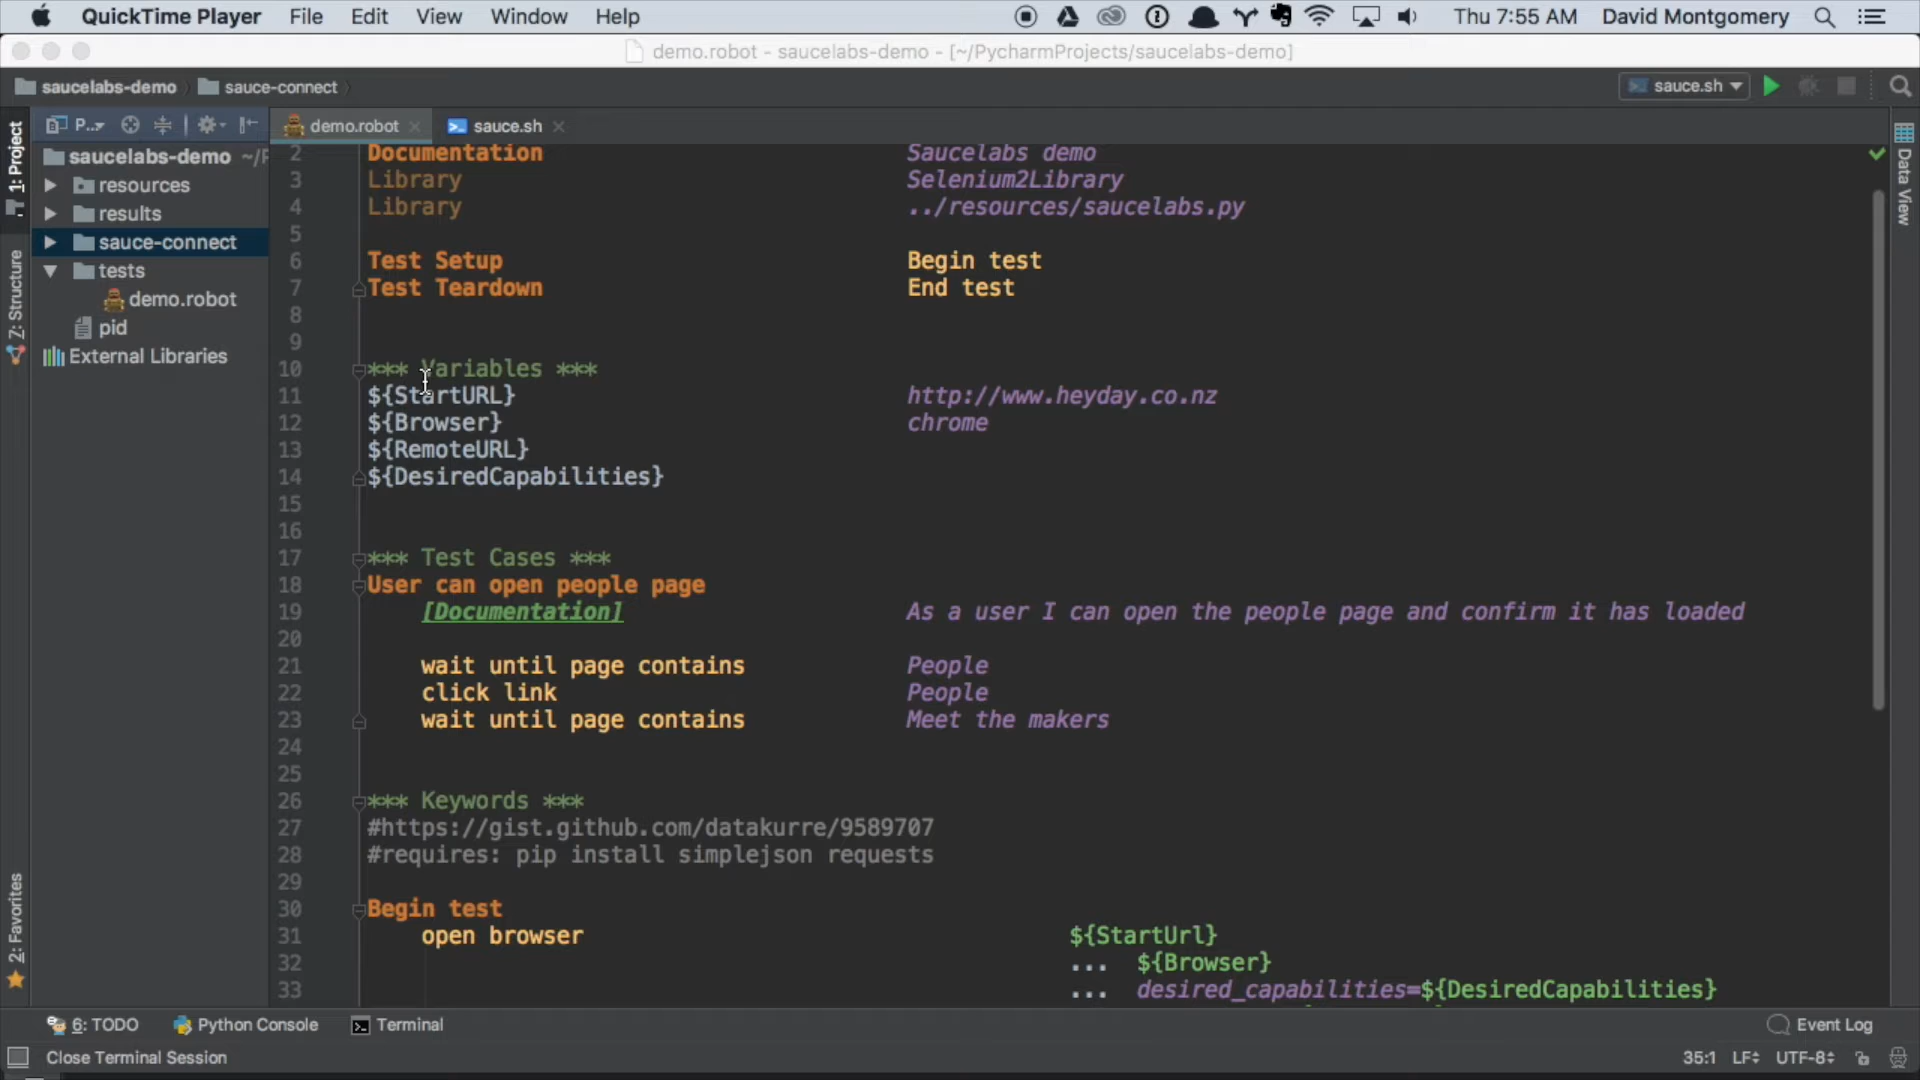 QuickTime Player File Edit View Window Help Thu 7:55 AM David Montgomery
demo.robot - saucelabs-demo - [~/PycharmProjects/saucelabs-demo]
saucelabs-demo sauce-connect sauce.sh
1: Project
Z: Structure
2: Favorites
P...
saucelabs-demo ~/P
resources
results
sauce-connect
tests
demo.robot
pid
External Libraries
demo.robot sauce.sh
2 Documentation Saucelabs demo
3 Library Selenium2Library
4 Library ../resources/saucelabs.py
5
6 Test Setup Begin test
7 Test Teardown End test
8
9
10 *** Variables ***
11 ${StartURL} http://www.heyday.co.nz
12 ${Browser} chrome
13 ${RemoteURL}
14 ${DesiredCapabilities}
15
16
17 *** Test Cases ***
18 User can open people page
19 [Documentation] As a user I can open the people page and confirm it has loaded
20
21 wait until page contains People
22 click link People
23 wait until page contains Meet the makers
24
25
26 *** Keywords ***
27 #https://gist.github.com/datakurre/9589707
28 #requires: pip install simplejson requests
29
30 Begin test
31 open browser ${StartUrl}
32 ... ${Browser}
33 ... desired_capabilities=${DesiredCapabilities}
Data View
6: TODO Python Console Terminal Event Log
Close Terminal Session 35:1 LF UTF-8